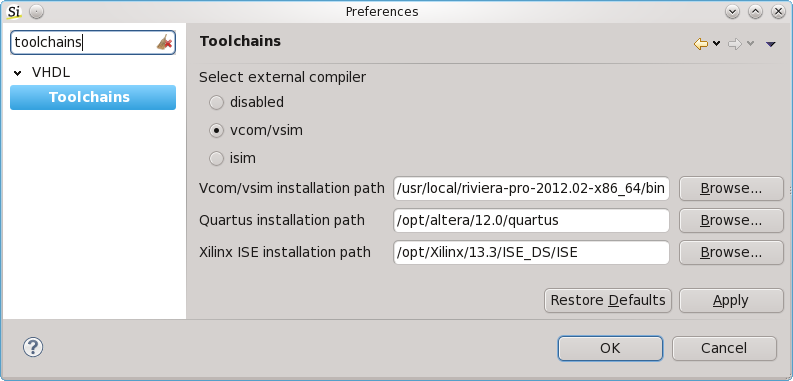 Si
Preferences
toolchains
VHDL
Toolchains
Toolchains
Select external compiler
disabled
vcom/vsim
isim
Vcom/vsim installation path /usr/local/riviera-pro-2012.02-x86_64/bin Browse...
Quartus installation path /opt/altera/12.0/quartus Browse...
Xilinx ISE installation path /opt/Xilinx/13.3/ISE_DS/ISE Browse...
Restore Defaults Apply
? OK Cancel